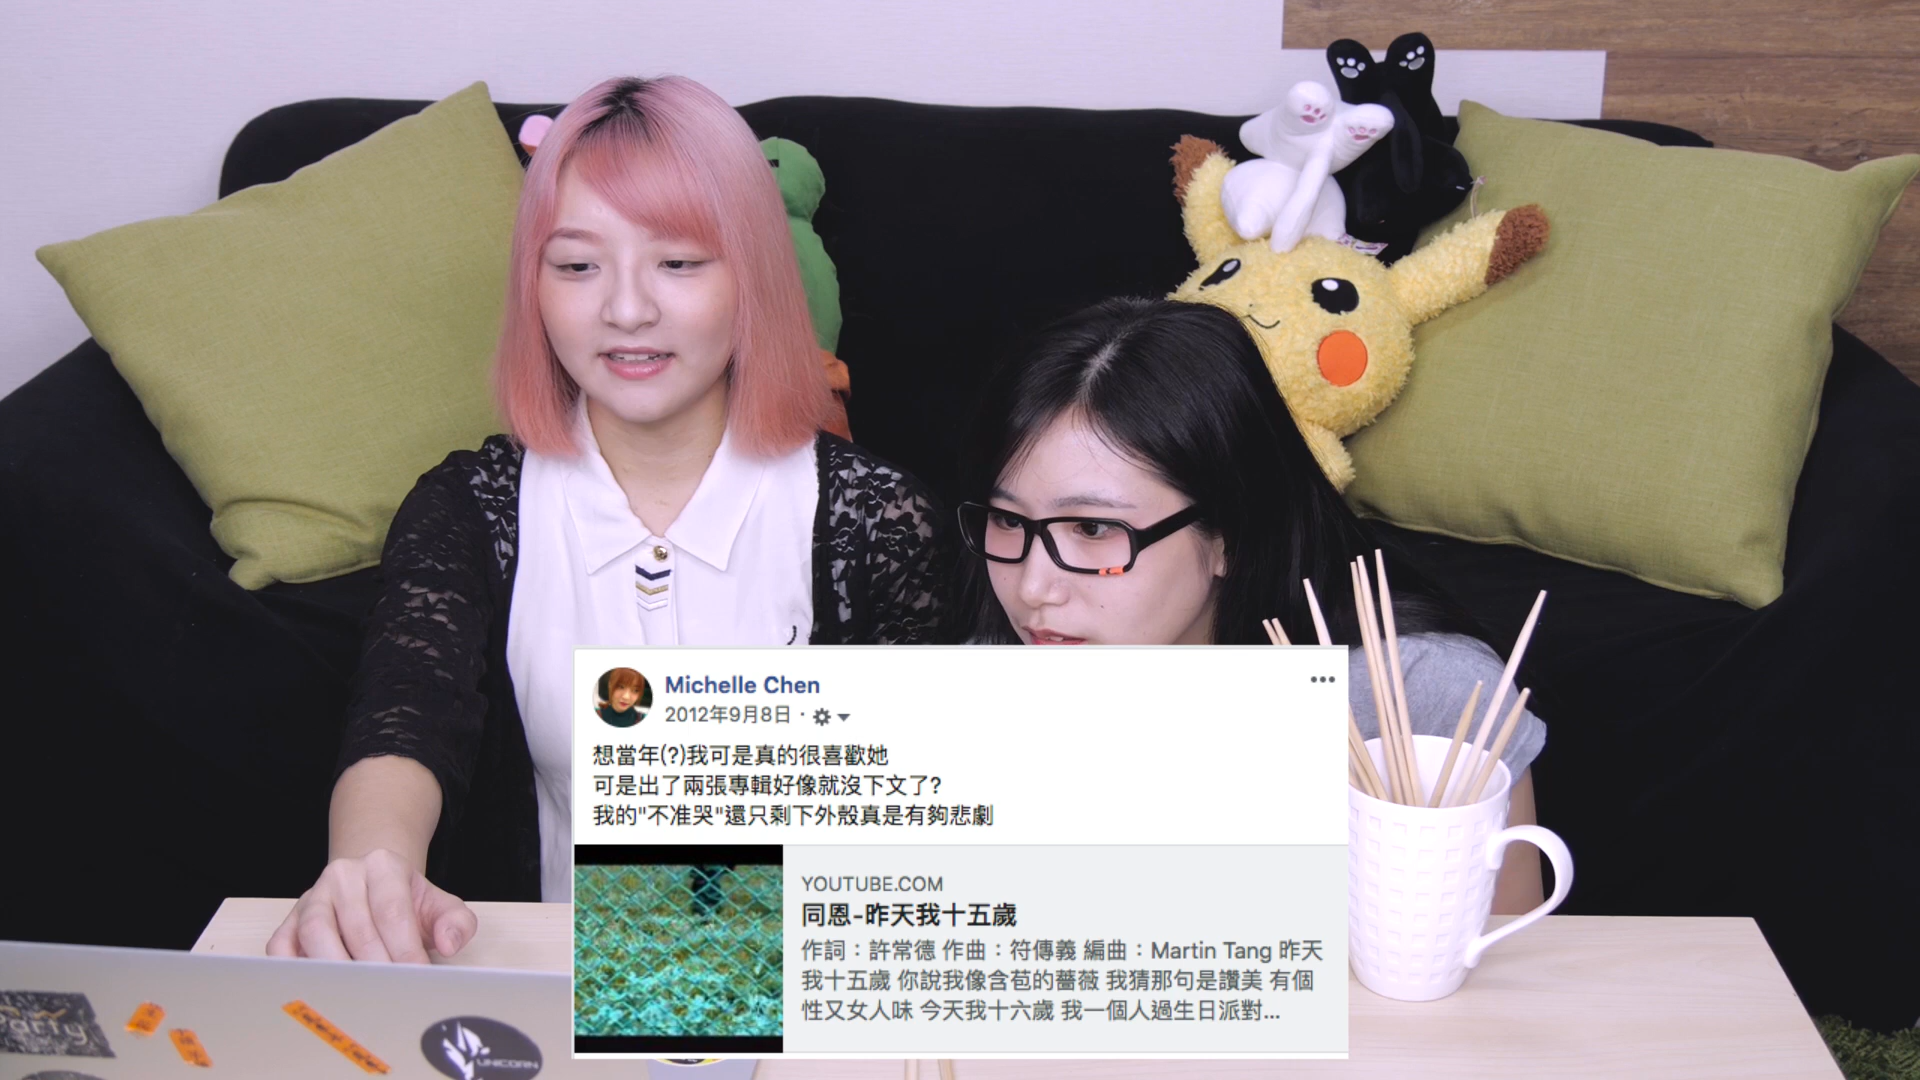 Michelle Chen
2012年9月8日 ·
想當年(?)我可是真的很喜歡她
可是出了兩張專輯好像就沒下文了?
我的"不准哭"還只剩下外殼真是有夠悲劇
YOUTUBE.COM
同恩-昨天我十五歲
作詞：許常德 作曲：符傳義 編曲：Martin Tang 昨天
我十五歲 你說我像含苞的薔薇 我猜那句是讚美 有個
性又女人味 今天我十六歲 我一個人過生日派對...
party
UNICORN